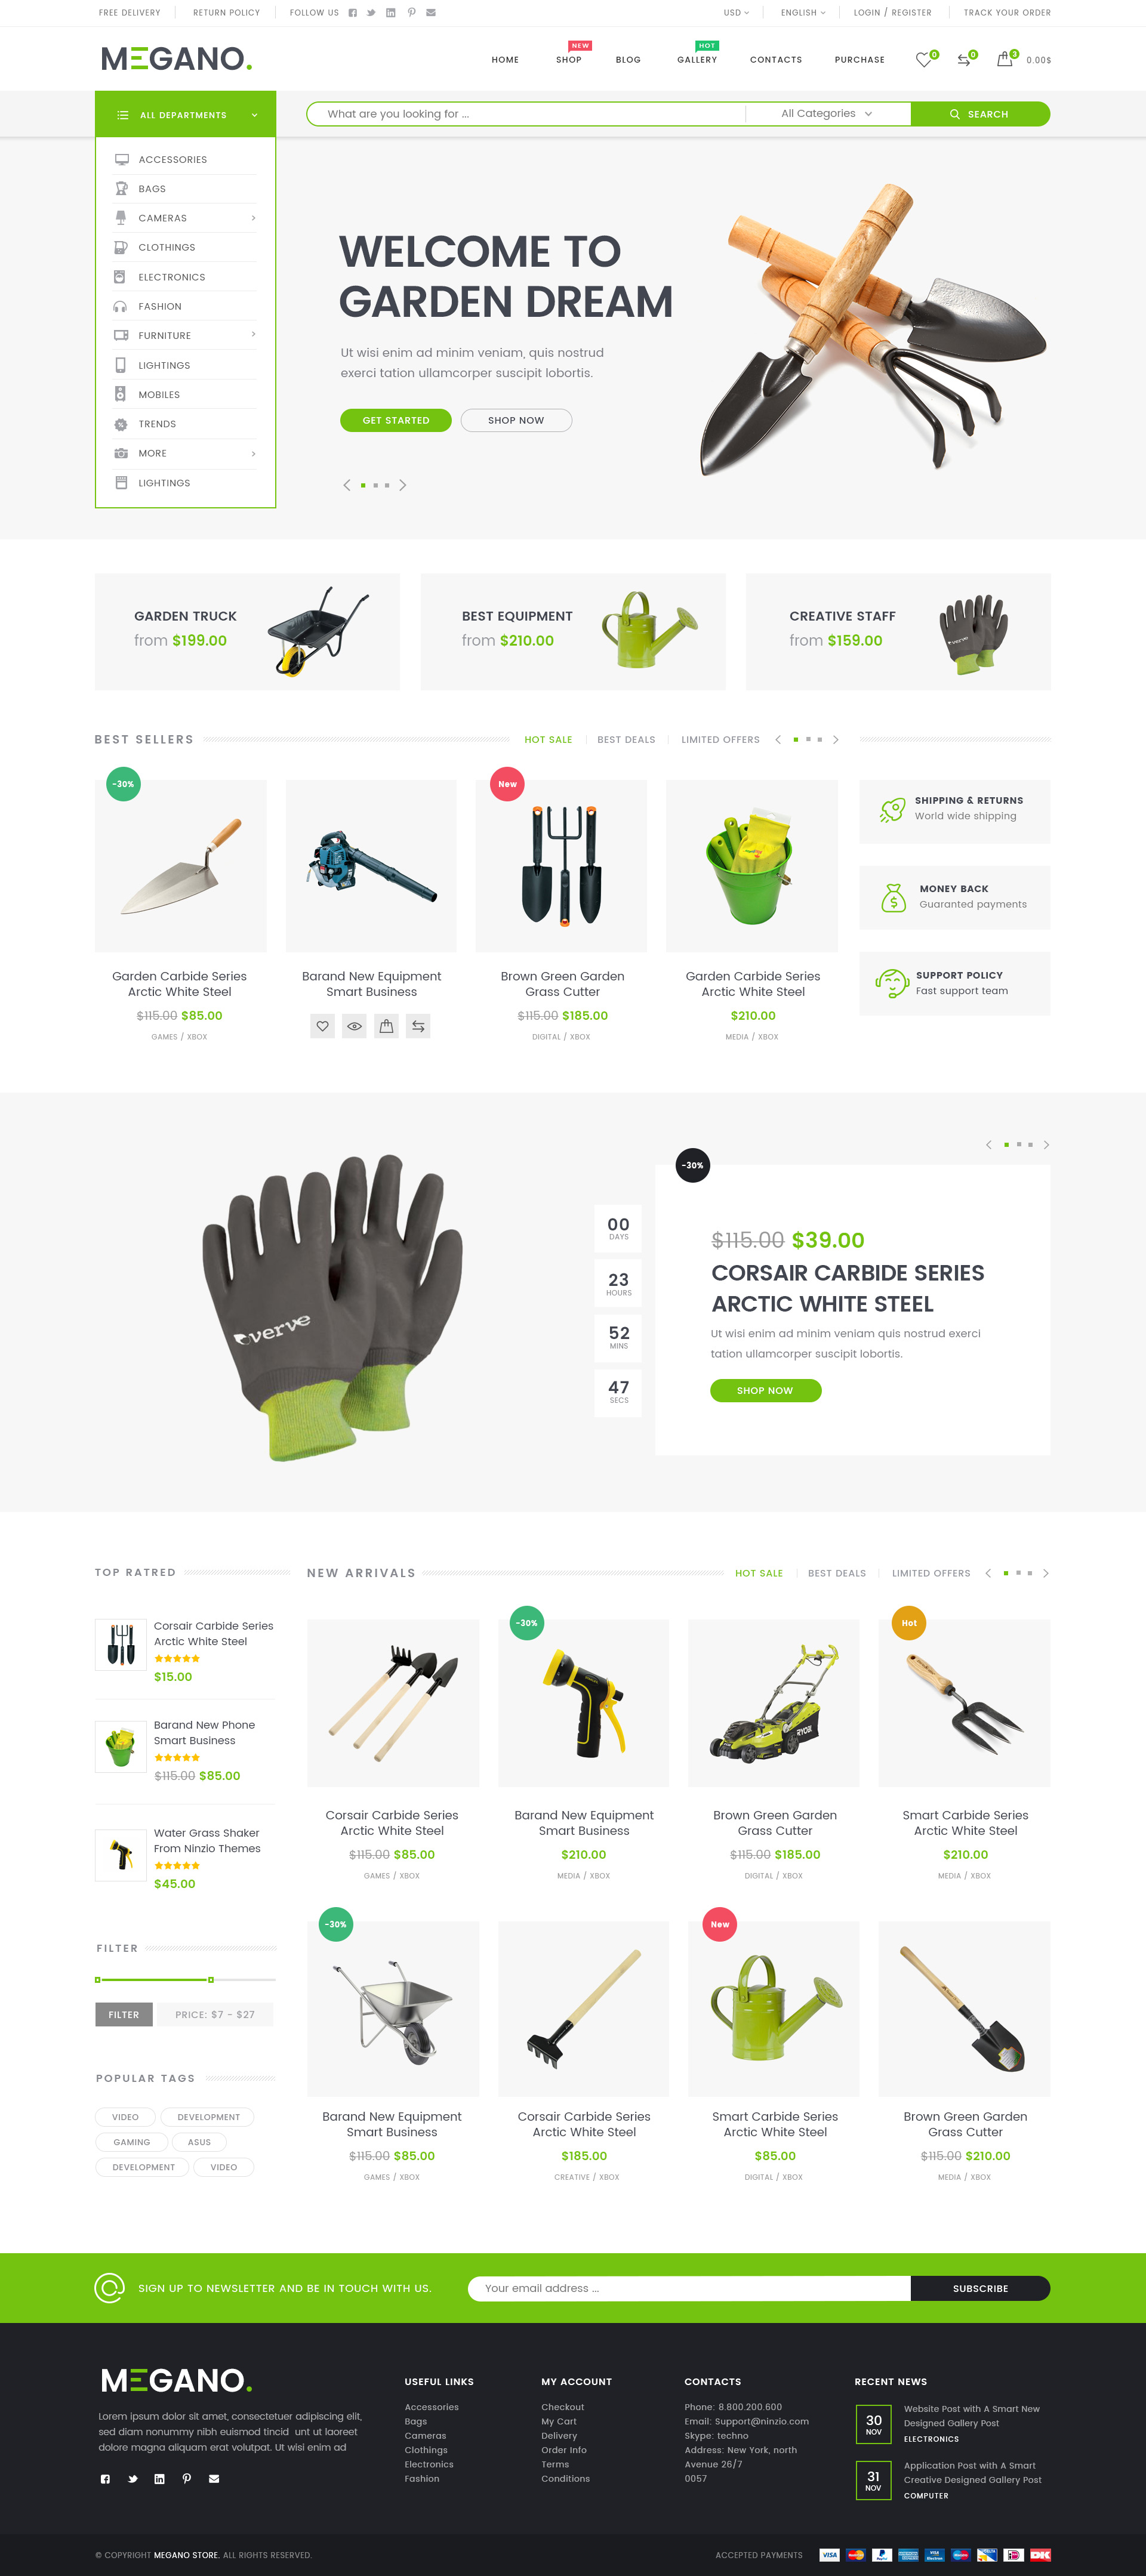 FREE DELIVERY RETURN POLICY FOLLOW US USD ENGLISH LOGIN / REGISTER TRACK YOUR ORDER
MEGANO.
HOME SHOP BLOG GALLERY CONTACTS PURCHASE
NEW
HOT
0
0
3
0.00$
ALL DEPARTMENTS
What are you looking for ...
All Categories
SEARCH
ACCESSORIES
BAGS
CAMERAS
CLOTHINGS
ELECTRONICS
FASHION
FURNITURE
LIGHTINGS
MOBILES
TRENDS
MORE
LIGHTINGS
WELCOME TO
GARDEN DREAM
Ut wisi enim ad minim veniam, quis nostrud
exerci tation ullamcorper suscipit lobortis.
GET STARTED
SHOP NOW
GARDEN TRUCK
from $199.00
BEST EQUIPMENT
from $210.00
CREATIVE STAFF
from $159.00
verve
BEST SELLERS
HOT SALE
BEST DEALS
LIMITED OFFERS
-30%
Garden Carbide Series
Arctic White Steel
$115.00 $85.00
GAMES / XBOX
Barand New Equipment
Smart Business
New
Brown Green Garden
Grass Cutter
$115.00 $185.00
DIGITAL / XBOX
Garden Carbide Series
Arctic White Steel
$210.00
MEDIA / XBOX
SHIPPING & RETURNS
World wide shipping
MONEY BACK
Guaranted payments
SUPPORT POLICY
Fast support team
verve
00
DAYS
23
HOURS
52
MINS
47
SECS
-30%
$115.00 $39.00
CORSAIR CARBIDE SERIES
ARCTIC WHITE STEEL
Ut wisi enim ad minim veniam quis nostrud exerci
tation ullamcorper suscipit lobortis.
SHOP NOW
TOP RATRED
Corsair Carbide Series
Arctic White Steel
$15.00
Barand New Phone
Smart Business
$115.00 $85.00
Water Grass Shaker
From Ninzio Themes
$45.00
FILTER
FILTER
PRICE: $7 - $27
POPULAR TAGS
VIDEO
DEVELOPMENT
GAMING
ASUS
DEVELOPMENT
VIDEO
NEW ARRIVALS
HOT SALE
BEST DEALS
LIMITED OFFERS
Corsair Carbide Series
Arctic White Steel
$115.00 $85.00
GAMES / XBOX
-30%
Barand New Equipment
Smart Business
$210.00
MEDIA / XBOX
RYOBI
Brown Green Garden
Grass Cutter
$115.00 $185.00
DIGITAL / XBOX
Hot
Smart Carbide Series
Arctic White Steel
$210.00
MEDIA / XBOX
-30%
Barand New Equipment
Smart Business
$115.00 $85.00
GAMES / XBOX
Corsair Carbide Series
Arctic White Steel
$185.00
CREATIVE / XBOX
New
Smart Carbide Series
Arctic White Steel
$85.00
DIGITAL / XBOX
Brown Green Garden
Grass Cutter
$115.00 $210.00
MEDIA / XBOX
SIGN UP TO NEWSLETTER AND BE IN TOUCH WITH US.
Your email address ...
SUBSCRIBE
MEGANO.
Lorem ipsum dolor sit amet, consectetuer adipiscing elit,
sed diam nonummy nibh euismod tincid unt ut laoreet
dolore magna aliquam erat volutpat. Ut wisi enim ad
USEFUL LINKS
Accessories
Bags
Cameras
Clothings
Electronics
Fashion
MY ACCOUNT
Checkout
My Cart
Delivery
Order Info
Terms
Conditions
CONTACTS
Phone: 8.800.200.600
Email: Support@ninzio.com
Skype: techno
Address: New York, north
Avenue 26/7
0057
RECENT NEWS
30
NOV
Website Post with A Smart New
Designed Gallery Post
ELECTRONICS
31
NOV
Application Post with A Smart
Creative Designed Gallery Post
COMPUTER
© COPYRIGHT MEGANO STORE. ALL RIGHTS RESERVED.
ACCEPTED PAYMENTS
VISA
PayPal
DK